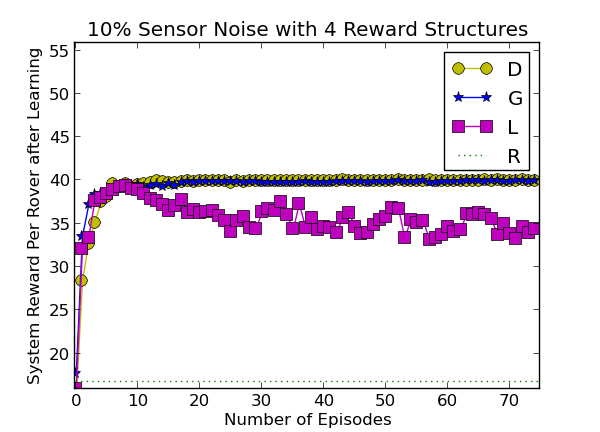 10% Sensor Noise with 4 Reward Structures
System Reward Per Rover after Learning
55
50
45
40
35
30
25
20
D
G
L
R
0 10 20 30 40 50 60 70
Number of Episodes